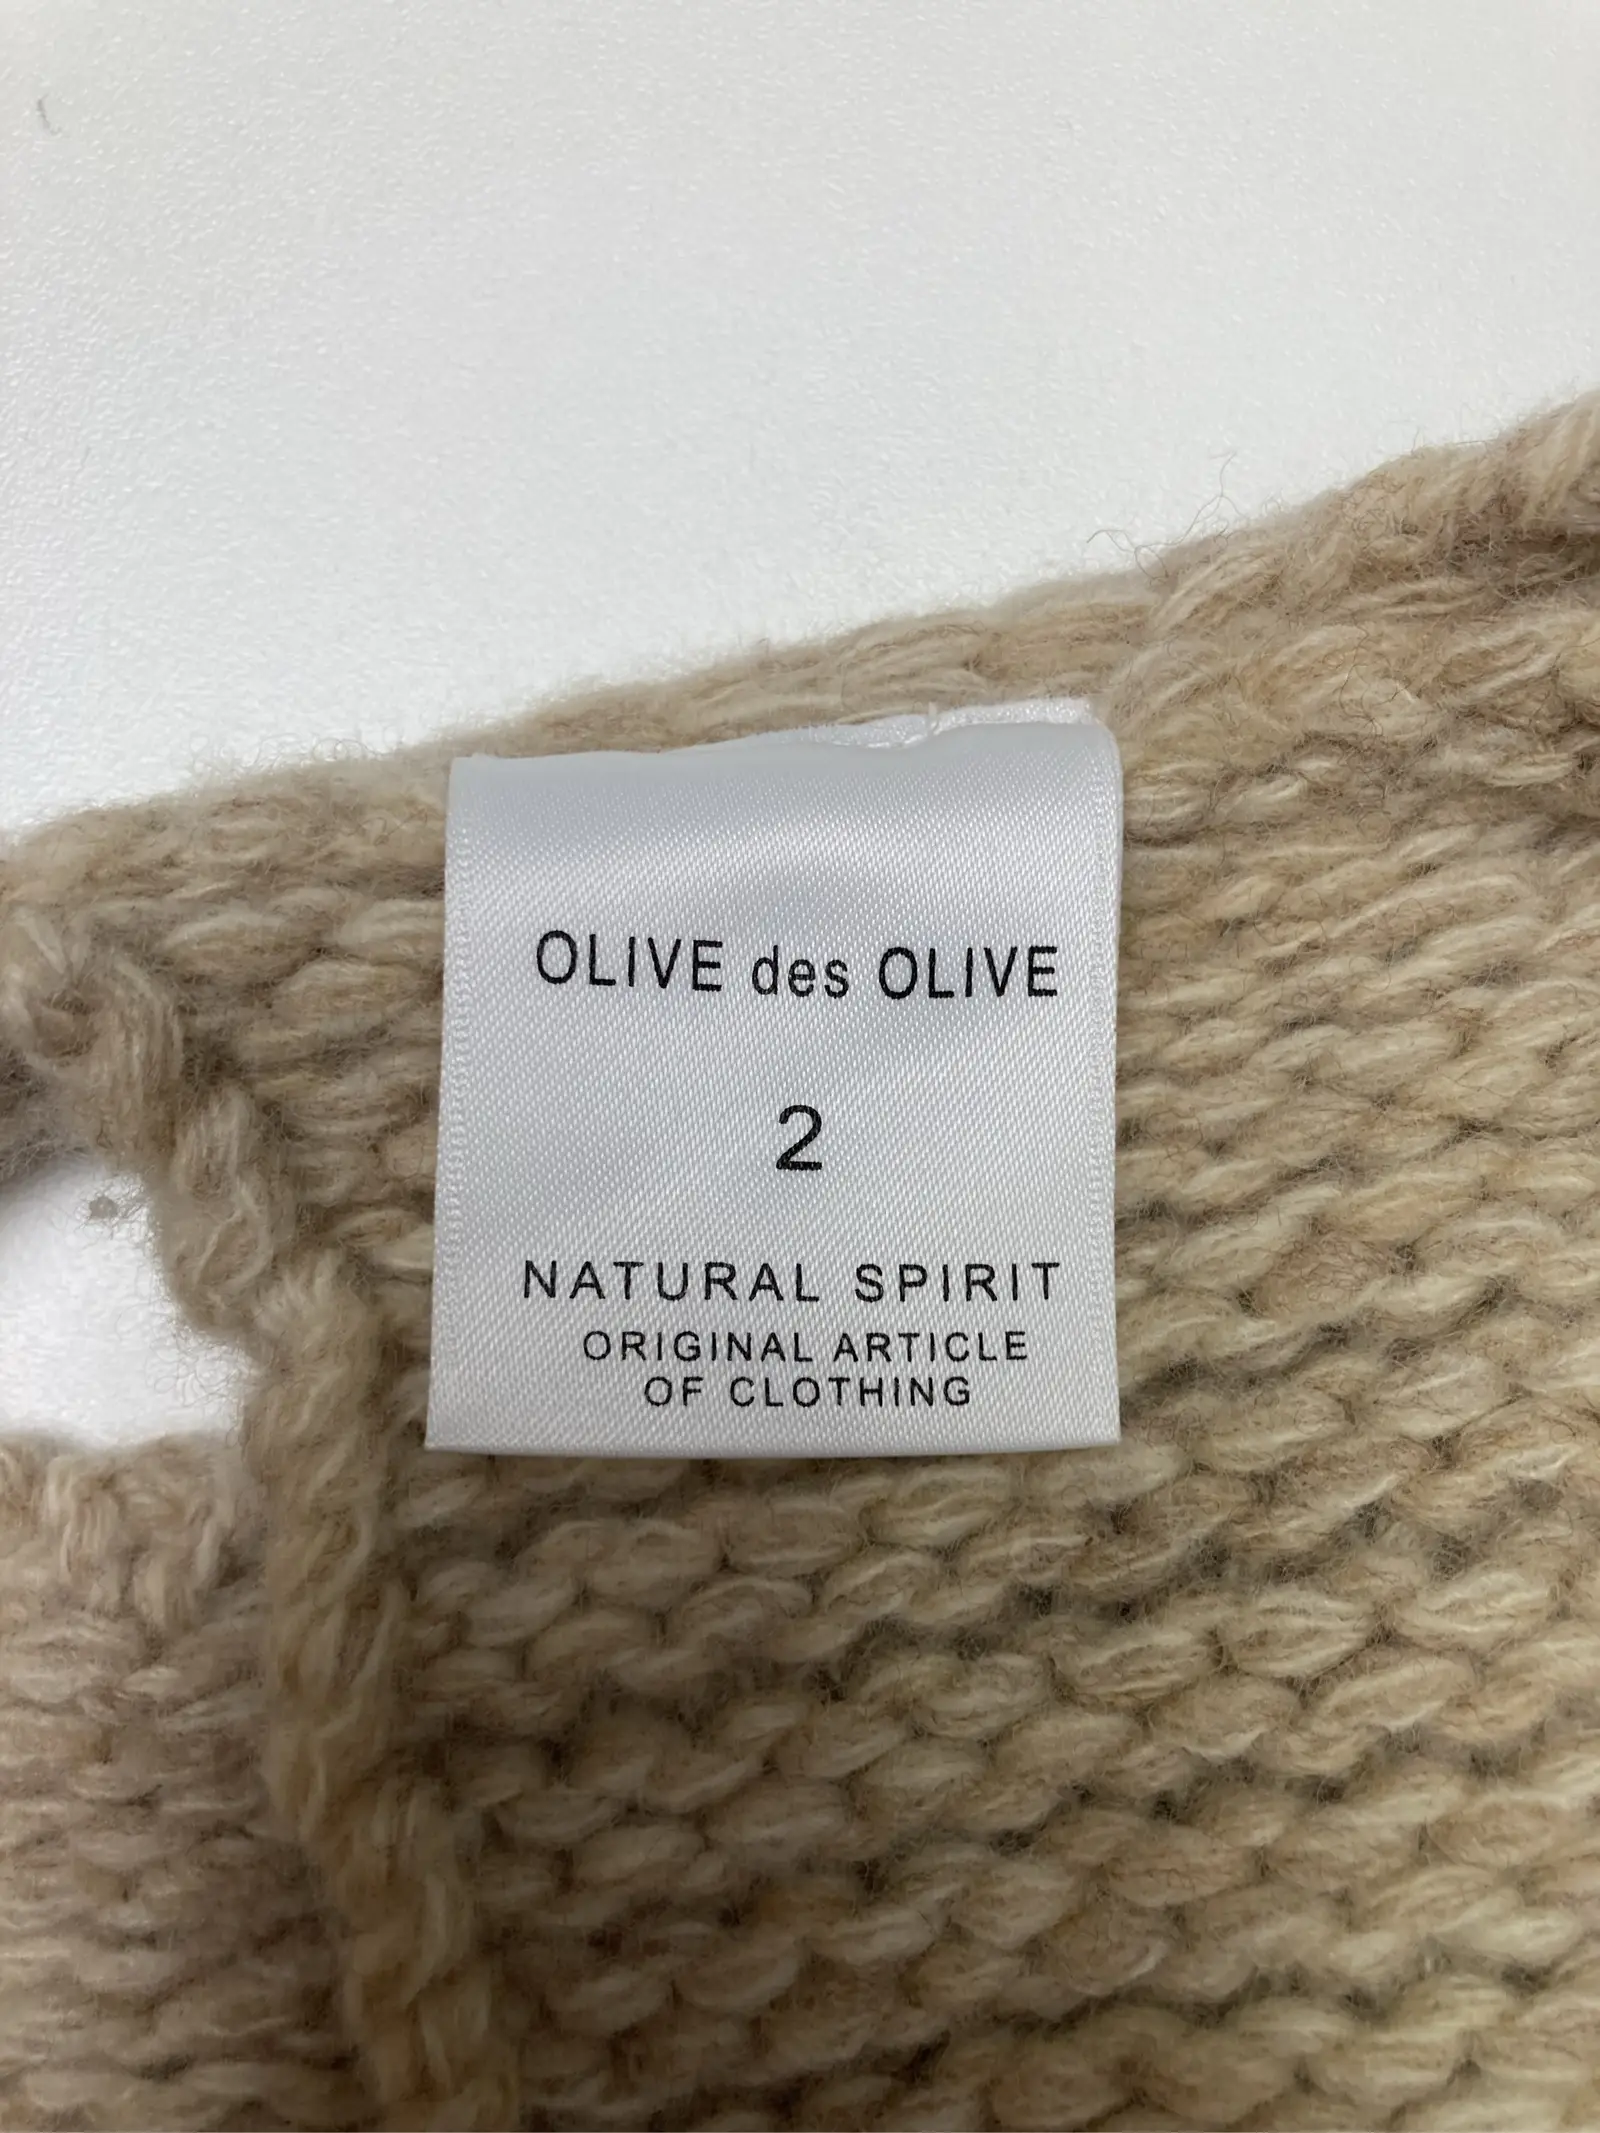 OLIVE des OLIVE
2
NATURAL SPIRIT
ORIGINAL ARTICLE
OF CLOTHING